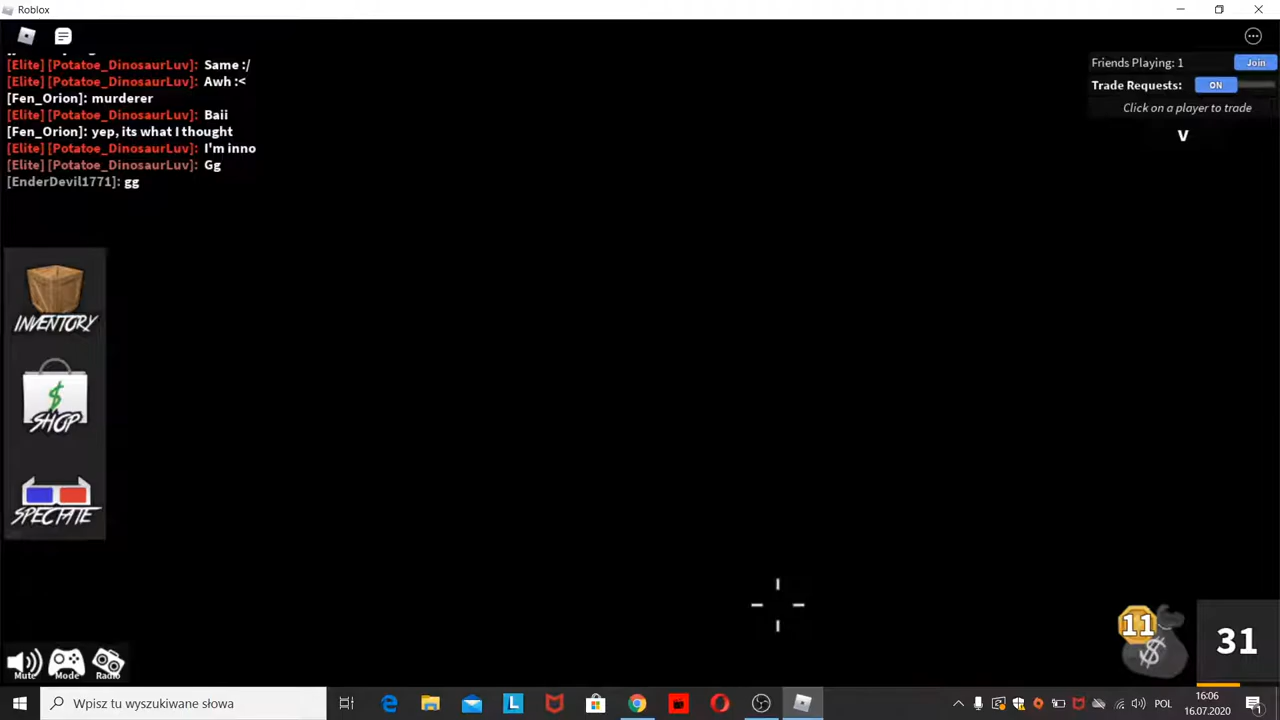 Roblox
[Elite] [Potatoe_DinosaurLuv]: Same :/
[Elite] [Potatoe_DinosaurLuv]: Awh :<
[Fen_Orion]: murderer
[Elite] [Potatoe_DinosaurLuv]: Baii
[Fen_Orion]: yep, its what I thought
[Elite] [Potatoe_DinosaurLuv]: I'm inno
[Elite] [Potatoe_DinosaurLuv]: Gg
[EnderDevil1771]: gg
Friends Playing: 1 Join
Trade Requests: ON
Click on a player to trade
V
INVENTORY
$
SHOP
SPECTATE
11
$
31
Mute Mode Radio
Wpisz tu wyszukiwane słowa
L
POL
16:06
16.07.2020
1